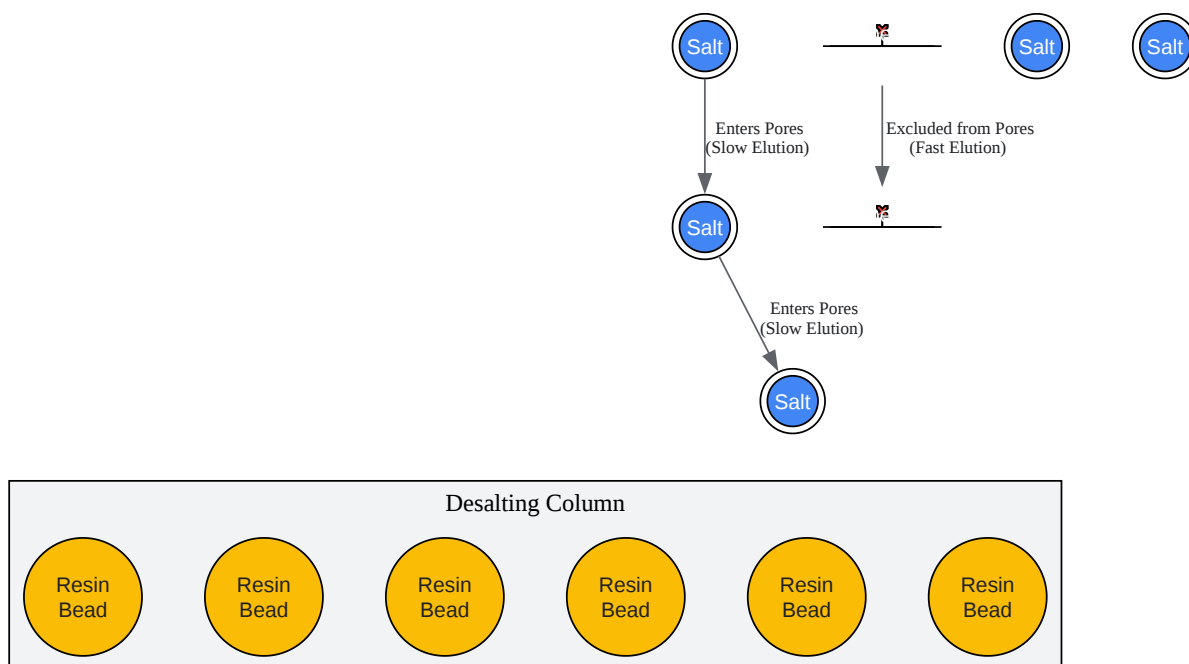 Salt
Salt
Salt
Enters Pores
(Slow Elution)
Excluded from Pores
(Fast Elution)
Salt
Enters Pores
(Slow Elution)
Salt
Desalting Column
Resin
Bead
Resin
Bead
Resin
Bead
Resin
Bead
Resin
Bead
Resin
Bead